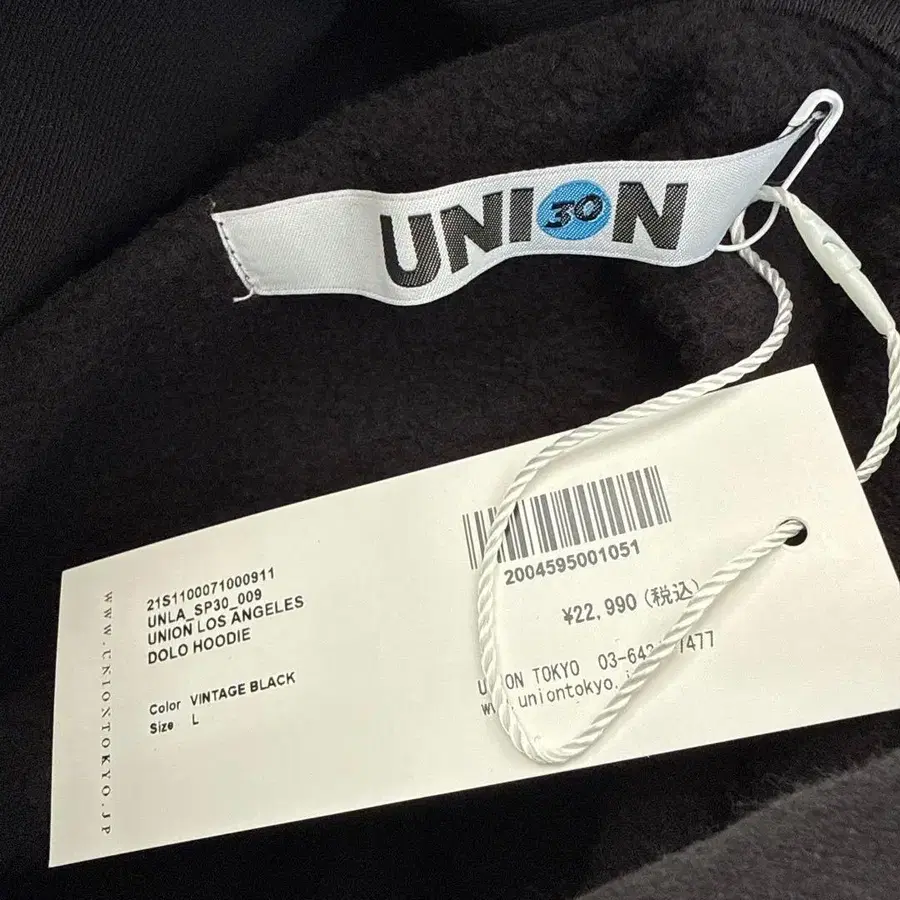 UNION
30
21S1100071000911
UNLA_SP30_009
UNION LOS ANGELES
DOLO HOODIE
Color VINTAGE BLACK
Size L
2004595001051
¥22,990 (税込)
TOKYO
WWW.UNIONTOKYO.JP